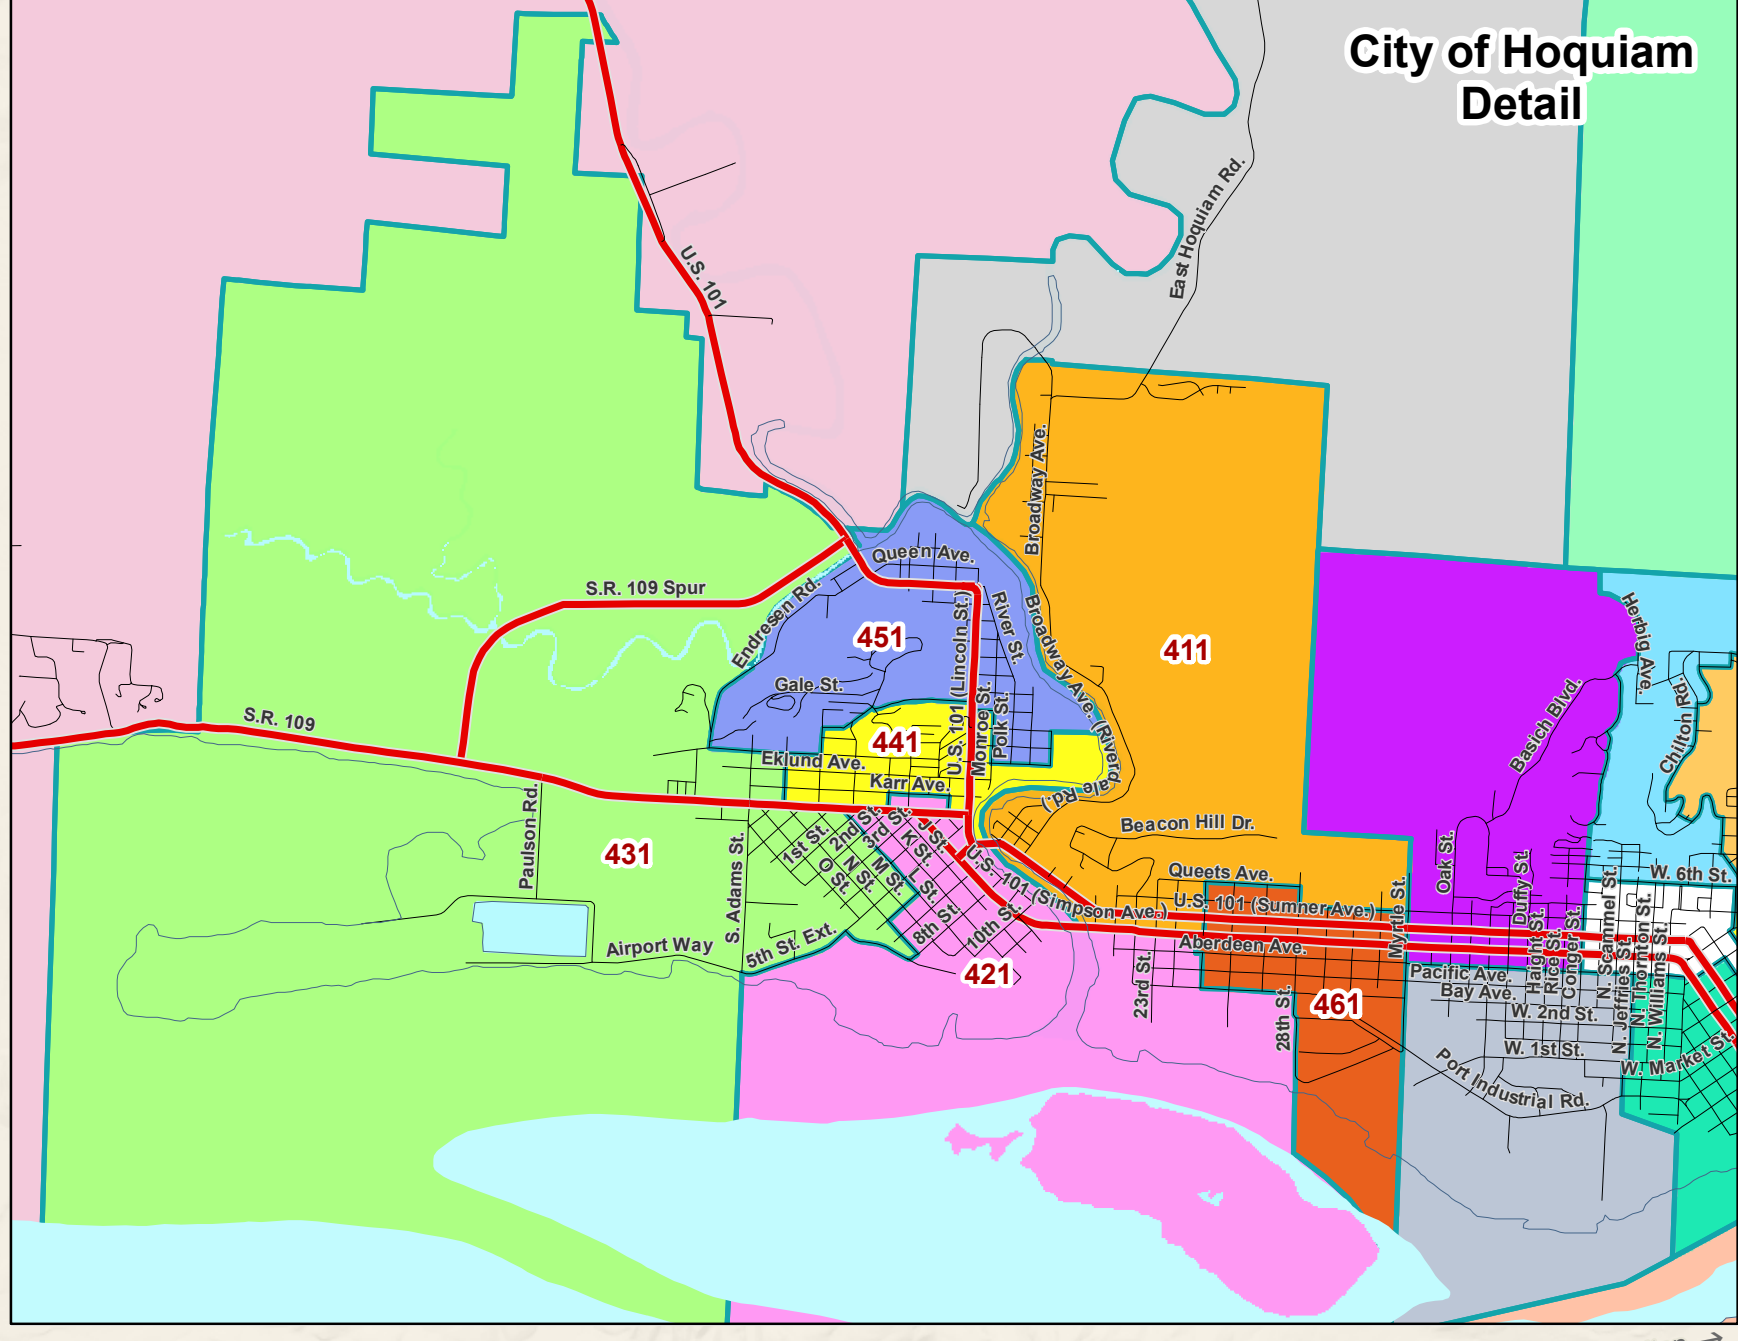 City of Hoquiam
Detail
East Hoquiam Rd.
U.S. 101
Broadway Ave.
Queen Ave.
S.R. 109 Spur
Endresen Rd.
River St.
Herbig Ave.
451
411
U.S. 101 (Lincoln St.)
Broadway Ave. (Riverdale Rd.)
Gale St.
Monroe St.
Polk St.
Chilton Rd.
Basich Blvd.
S.R. 109
441
Eklund Ave.
Karr Ave.
Beacon Hill Dr.
Paulson Rd.
431
S. Adams St.
1st St.
2nd St.
3rd St.
J St.
K St.
L St.
M St.
N St.
O St.
8th St.
10th St.
U.S. 101 (Simpson Ave.)
Queets Ave.
U.S. 101 (Sumner Ave.)
Aberdeen Ave.
Myrtle St.
Oak St.
Duffy St.
W. 6th St.
Airport Way
5th St. Ext.
421
23rd St.
28th St.
461
Pacific Ave.
Bay Ave.
Haight St.
Rice St.
Conger St.
N. Scammel St.
N. Jeffries St.
N. Thornton St.
N. Williams St.
W. 2nd St.
W. 1st St.
W. Market St.
Port Industrial Rd.